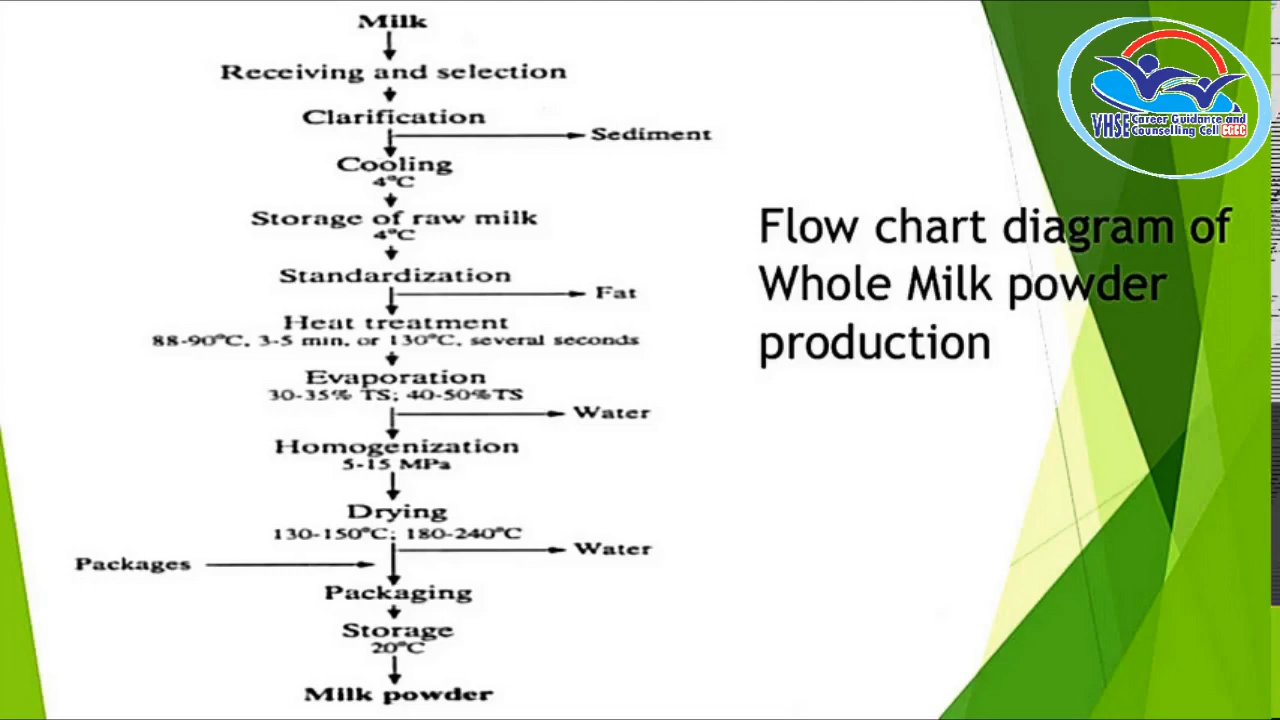 Milk
Receiving and selection
Clarification
Sediment
Cooling
4°C
Storage of raw milk
4°C
Standardization
Fat
Heat treatment
88-90°C, 3-5 min, or 130°C, several seconds
Evaporation
30-35% TS; 40-50%TS
Water
Homogenization
5-15 MPa
Drying
130-150°C; 180-240°C
Water
Packages
Packaging
Storage
20°C
Milk powder
Flow chart diagram of
Whole Milk powder
production
VHSE Career Guidance and
Counselling Cell CGCC